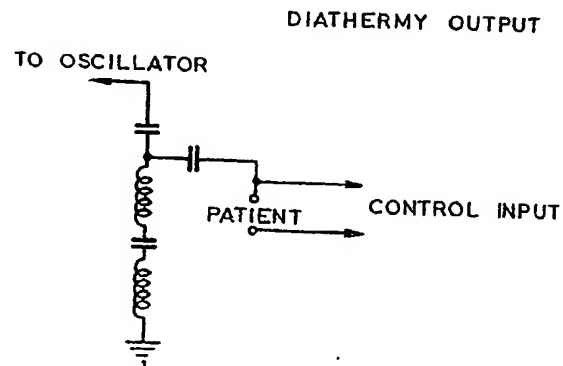 DIATHERMY OUTPUT
TO OSCILLATOR
PATIENT
CONTROL INPUT